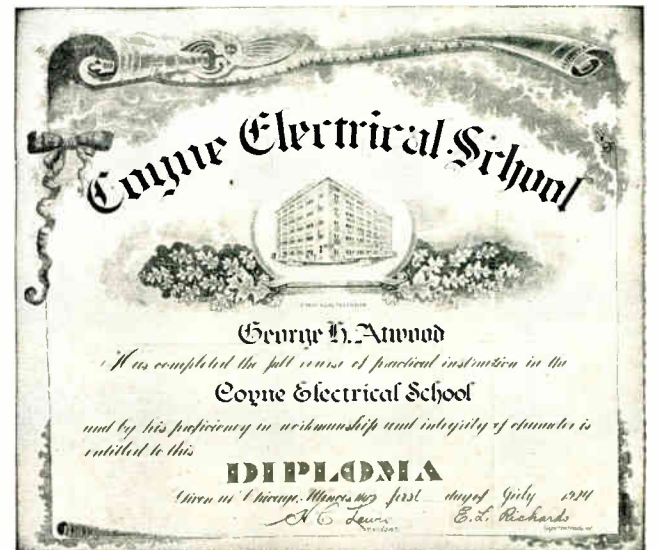 Coyne Electrical School
George H. Atwood
Has completed the full course of practical instruction in the
Coyne Electrical School
and by his proficiency in workmanship and integrity of character is
entitled to this
DIPLOMA
Given at Chicago, Illinois this first day of July
H C Lewis
E. L. Richards